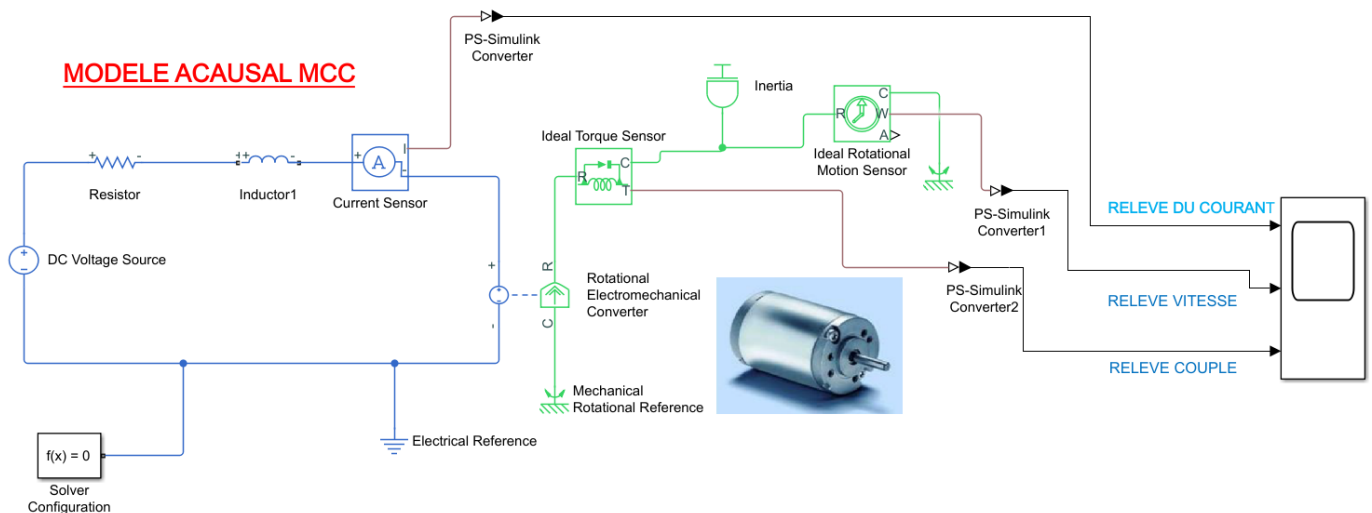 MODELE ACAUSAL MCC
PS-Simulink
Converter
Inertia
Ideal Torque Sensor
C
R
W
A
Ideal Rotational
Motion Sensor
+
-
Resistor
+
+
-
Inductor1
+
A
I
-
Current Sensor
R
C
T
PS-Simulink
Converter1
RELEVE DU COURANT
+
-
DC Voltage Source
+
-
R
C
Rotational
Electromechanical
Converter
PS-Simulink
Converter2
RELEVE VITESSE
RELEVE COUPLE
Mechanical
Rotational Reference
Electrical Reference
f(x) = 0
Solver
Configuration